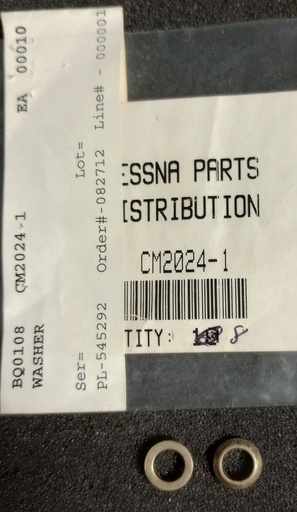 BQ0108 CM2024-1 EA 00010
WASHER
Ser= Lot=
PL-545292 Order#-082712 Line# - 000001
ESSNA PARTS
ISTRIBUTION
CM2024-1
TITY: 8